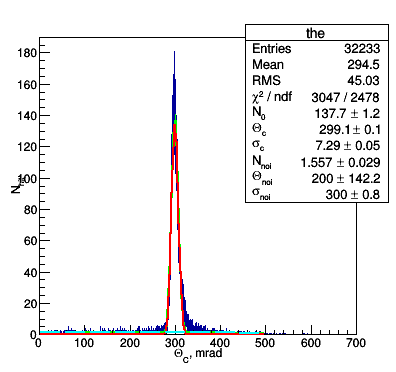 the
Entries 32233
Mean 294.5
RMS 45.03
χ² / ndf 3047 / 2478
N₀ 137.7 ± 1.2
Θc 299.1 ± 0.1
σc 7.29 ± 0.05
Nnoi 1.557 ± 0.029
Θnoi 200 ± 142.2
σnoi 300 ± 0.8
180
160
140
120
100
80
60
40
20
0
0 100 200 300 400 500 600 700
Θc, mrad